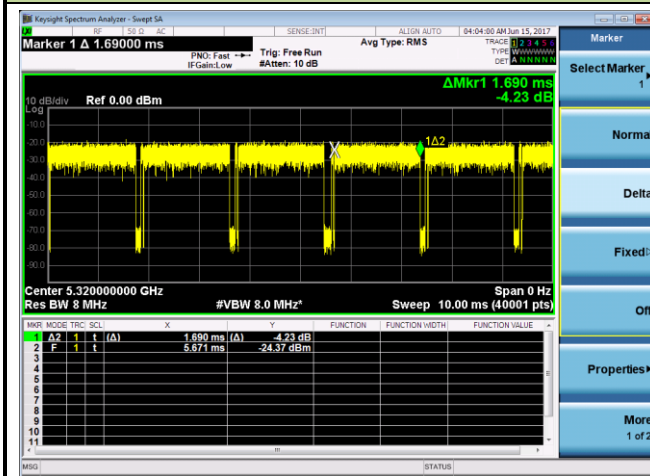 Keysight Spectrum Analyzer - Swept SA
RF 50 Ω AC SENSE:INT ALIGN AUTO 04:04:00 AM Jun 15, 2017
Marker 1 Δ 1.69000 ms
PNO: Fast
IFGain:Low
Trig: Free Run
#Atten: 10 dB
Avg Type: RMS
TRACE 1 2 3 4 5 6
TYPE WWWWWW
DET A N N N N N
ΔMkr1 1.690 ms
-4.23 dB
10 dB/div Ref 0.00 dBm
Log
-10.0
-20.0
-30.0
-40.0
-50.0
-60.0
-70.0
-80.0
-90.0
X
1Δ2
Center 5.320000000 GHz Span 0 Hz
Res BW 8 MHz #VBW 8.0 MHz* Sweep 10.00 ms (40001 pts)
MKR MODE TRC SCL X Y FUNCTION FUNCTION WIDTH FUNCTION VALUE
1 Δ2 1 t (Δ) 1.690 ms (Δ) -4.23 dB
2 F 1 t 5.671 ms -24.37 dBm
3
4
5
6
7
8
9
10
11
MSG STATUS
Marker
Select Marker
1
Norma
Delta
Fixed
Off
Properties
More
1 of 2